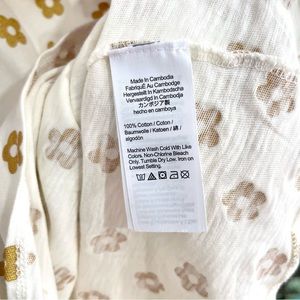 Made in Cambodia
Fabriqué Au Cambodge
Hergestellt in Kambodscha
Vervaardigd In Cambodja
カンボジア製
hecho en camboya
100% Cotton / Coton /
Baumwolle / Katoen / 綿 /
algodón
Machine Wash Cold With Like
Colors. Non-Chlorine Bleach
Only. Tumble Dry Low. Iron on
Lowest Setting.